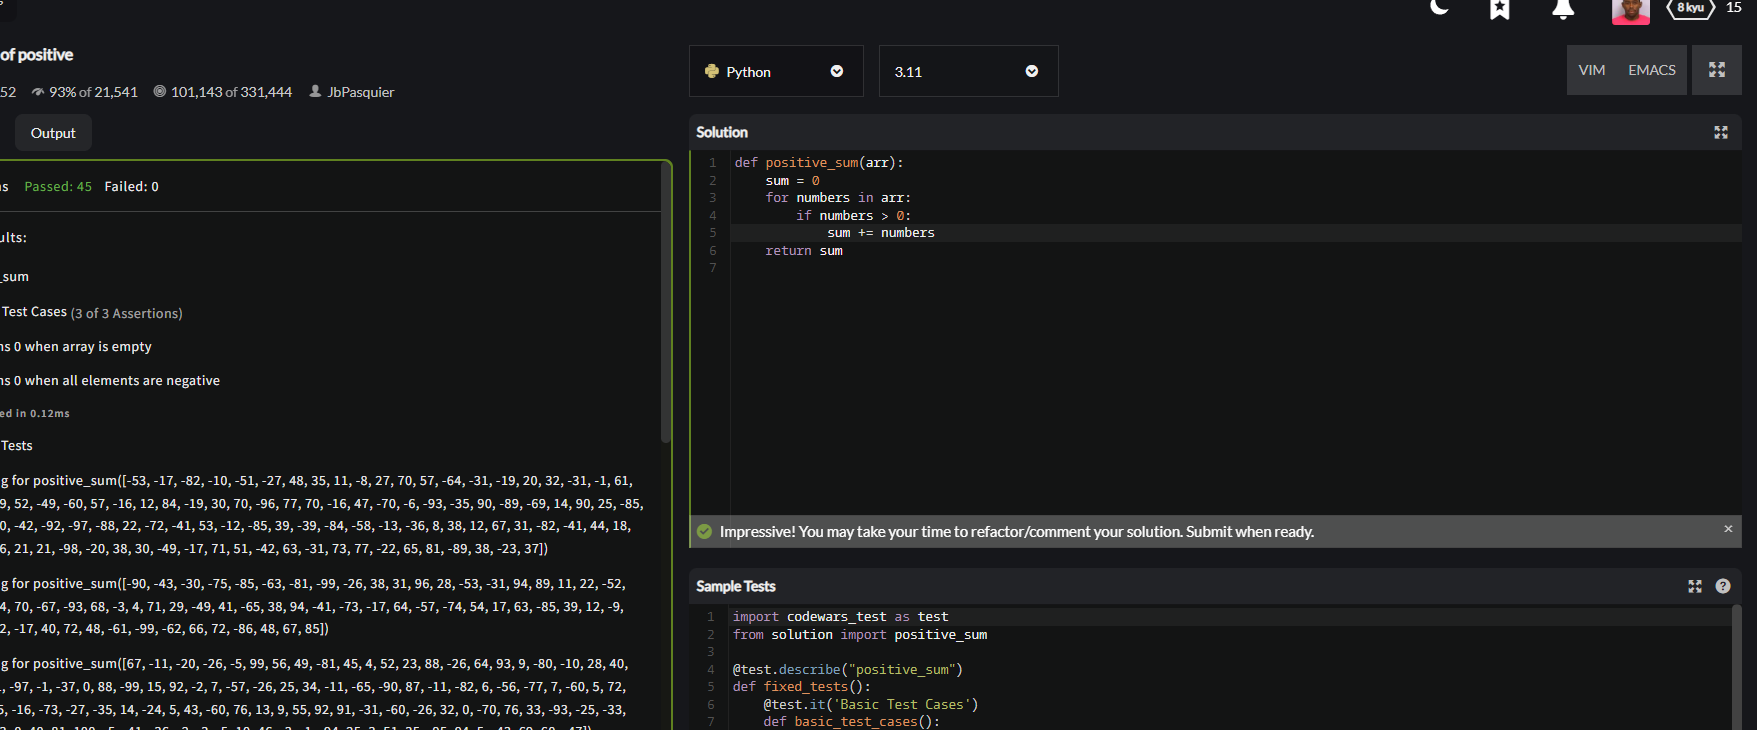 8 kyu
15
of positive
52 93% of 21,541 101,143 of 331,444 JbPasquier
Python
3.11
VIM EMACS
Output
Passed: 45 Failed: 0
ults:
_sum
Test Cases (3 of 3 Assertions)
ns 0 when array is empty
ns 0 when all elements are negative
ed in 0.12ms
Tests
g for positive_sum([-53, -17, -82, -10, -51, -27, 48, 35, 11, -8, 27, 70, 57, -64, -31, -19, 20, 32, -31, -1, 61,
9, 52, -49, -60, 57, -16, 12, 84, -19, 30, 70, -96, 77, 70, -16, 47, -70, -6, -93, -35, 90, -89, -69, 14, 90, 25, -85,
0, -42, -92, -97, -88, 22, -72, -41, 53, -12, -85, 39, -39, -84, -58, -13, -36, 8, 38, 12, 67, 31, -82, -41, 44, 18,
6, 21, 21, -98, -20, 38, 30, -49, -17, 71, 51, -42, 63, -31, 73, 77, -22, 65, 81, -89, 38, -23, 37])
g for positive_sum([-90, -43, -30, -75, -85, -63, -81, -99, -26, 38, 31, 96, 28, -53, -31, 94, 89, 11, 22, -52,
4, 70, -67, -93, 68, -3, 4, 71, 29, -49, 41, -65, 38, 94, -41, -73, -17, 64, -57, -74, 54, 17, 63, -85, 39, 12, -9,
2, -17, 40, 72, 48, -61, -99, -62, 66, 72, -86, 48, 67, 85])
g for positive_sum([67, -11, -20, -26, -5, 99, 56, 49, -81, 45, 4, 52, 23, 88, -26, 64, 93, 9, -80, -10, 28, 40,
, -97, -1, -37, 0, 88, -99, 15, 92, -2, 7, -57, -26, 25, 34, -11, -65, -90, 87, -11, -82, 6, -56, -77, 7, -60, 5, 72,
, -16, -73, -27, -35, 14, -24, 5, 43, -60, 76, 13, 9, 55, 92, 91, -31, -60, -26, 32, 0, -70, 76, 33, -93, -25, -33,
Solution
1 def positive_sum(arr):
2 sum = 0
3 for numbers in arr:
4 if numbers > 0:
5 sum += numbers
6 return sum
7
Impressive! You may take your time to refactor/comment your solution. Submit when ready.
Sample Tests
1 import codewars_test as test
2 from solution import positive_sum
3
4 @test.describe("positive_sum")
5 def fixed_tests():
6 @test.it('Basic Test Cases')
7 def basic_test_cases():